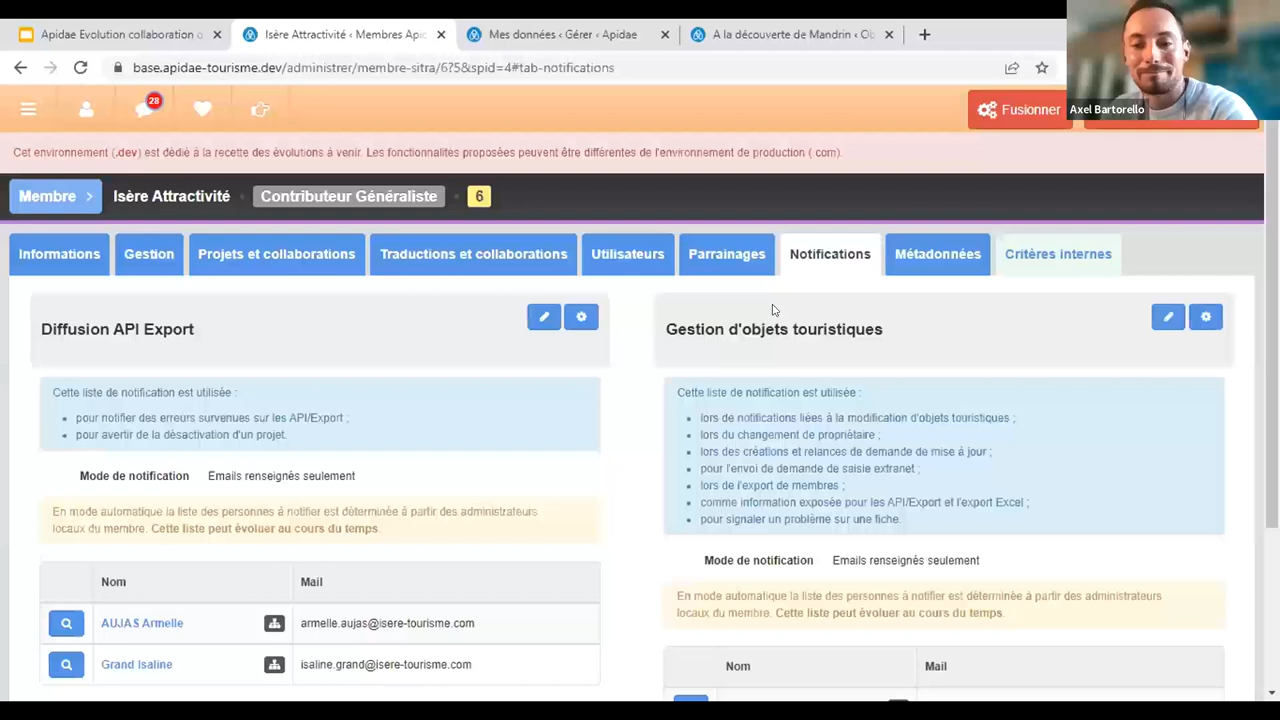 Apidae Evolution collaboration o
Isère Attractivité ‹ Membres Apid
Mes données ‹ Gérer ‹ Apidae
A la découverte de Mandrin ‹ Ob
base.apidae-tourisme.dev/administrer/membre-sitra/675&spid=4#tab-notifications
Axel Bartorello
28
Fusionner
Cet environnement (.dev) est dédié à la recette des évolutions à venir. Les fonctionnalites proposées peuvent être différentes de l'environnement de production (.com).
Membre Isère Attractivité Contributeur Généraliste 6
Informations Gestion Projets et collaborations Traductions et collaborations Utilisateurs Parrainages Notifications Métadonnées Critères internes
Diffusion API Export
Cette liste de notification est utilisée :
• pour notifier des erreurs survenues sur les API/Export ;
• pour avertir de la désactivation d'un projet.
Mode de notification Emails renseignés seulement
En mode automatique la liste des personnes à notifier est déterminée à partir des administrateurs
locaux du membre. Cette liste peut évoluer au cours du temps.
Nom Mail
AUJAS Armelle armelle.aujas@isere-tourisme.com
Grand Isaline isaline.grand@isere-tourisme.com
Gestion d'objets touristiques
Cette liste de notification est utilisée :
• lors de notifications liées à la modification d'objets touristiques ;
• lors du changement de propriétaire ;
• lors des créations et relances de demande de mise à jour ;
• pour l'envoi de demande de saisie extranet ;
• lors de l'export de membres ;
• comme information exposée pour les API/Export et l'export Excel ;
• pour signaler un problème sur une fiche.
Mode de notification Emails renseignés seulement
En mode automatique la liste des personnes à notifier est déterminée à partir des administrateurs
locaux du membre. Cette liste peut évoluer au cours du temps.
Nom Mail